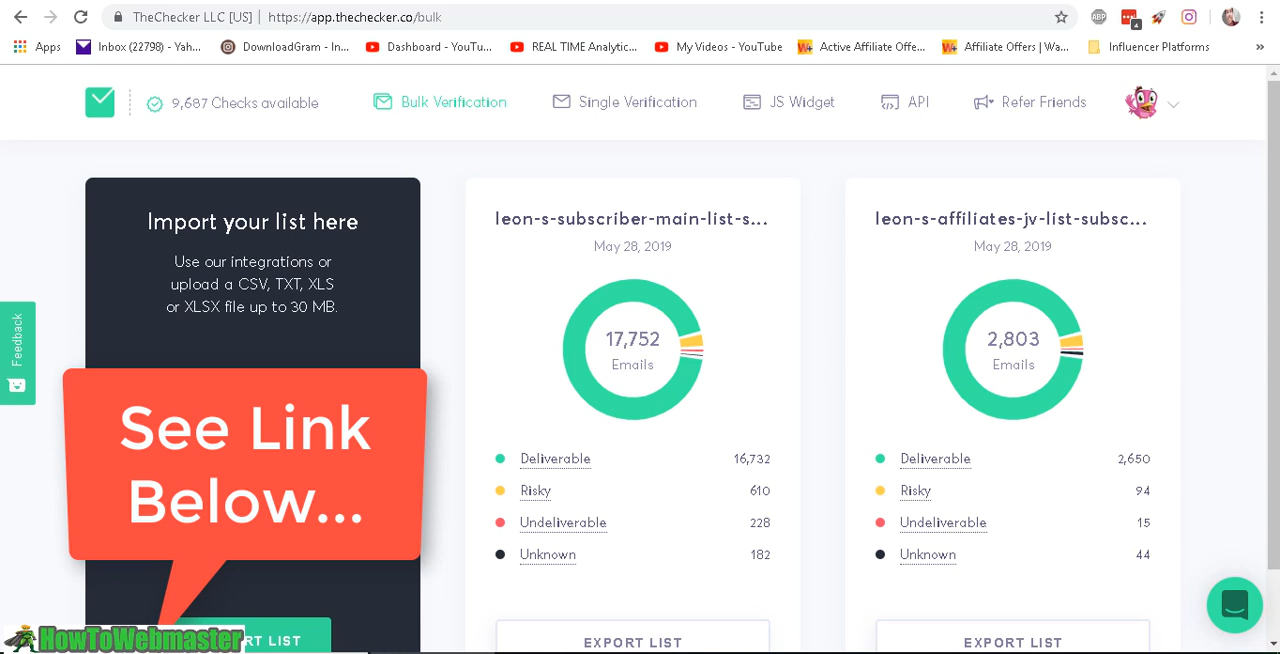 TheChecker LLC [US]
https://app.thechecker.co/bulk
ABP
4
Apps
Inbox (22798) - Yah...
DownloadGram - In...
Dashboard - YouTu...
REAL TIME Analytic...
My Videos - YouTube
Active Affiliate Offe...
Affiliate Offers | Wa...
Influencer Platforms
»
9,687 Checks available
Bulk Verification
Single Verification
JS Widget
API
Refer Friends
Feedback
Import your list here
Use our integrations or
upload a CSV, TXT, XLS
or XLSX file up to 30 MB.
See Link
Below...
HowToWebmaster
RT LIST
leon-s-subscriber-main-list-s...
May 28, 2019
17,752
Emails
Deliverable 16,732
Risky 610
Undeliverable 228
Unknown 182
EXPORT LIST
leon-s-affiliates-jv-list-subsc...
May 28, 2019
2,803
Emails
Deliverable 2,650
Risky 94
Undeliverable 15
Unknown 44
EXPORT LIST